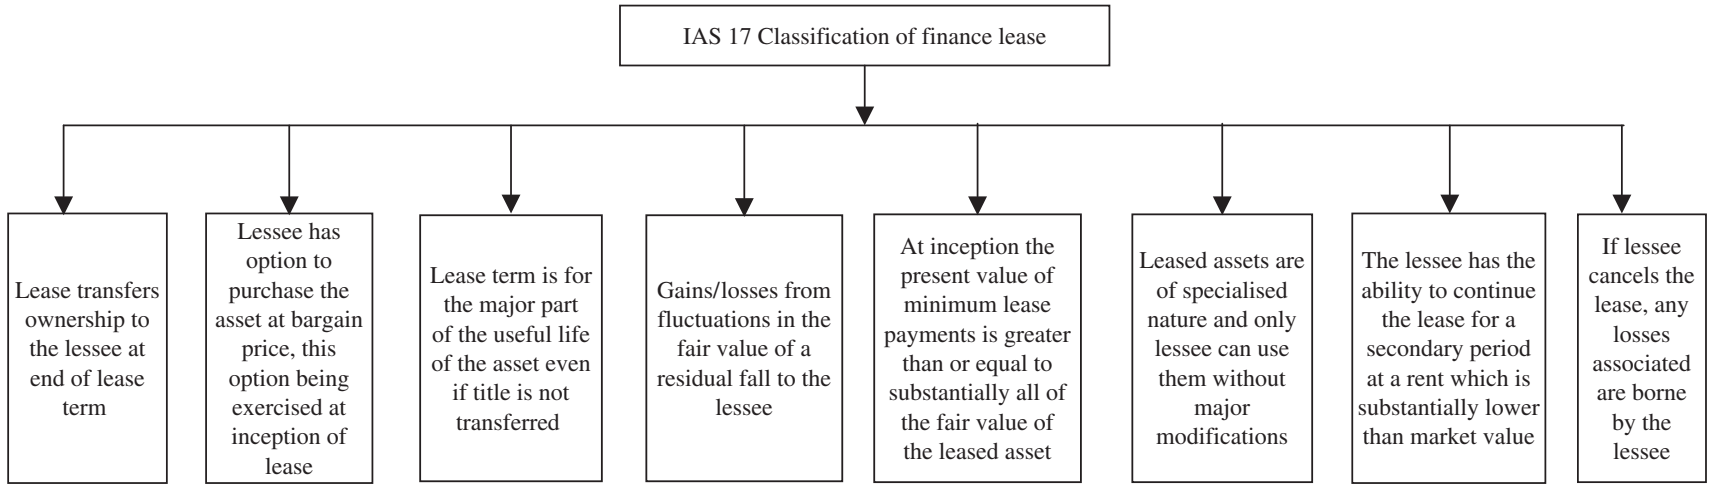 IAS 17 Classification of finance lease
Lease transfers
ownership to
the lessee at
end of lease
term
Lessee has
option to
purchase the
asset at bargain
price, this
option being
exercised at
inception of
lease
Lease term is for
the major part
of the useful life
of the asset even
if title is not
transferred
Gains/losses from
fluctuations in the
fair value of a
residual fall to the
lessee
At inception the
present value of
minimum lease
payments is greater
than or equal to
substantially all of
the fair value of
the leased asset
Leased assets are
of specialised
nature and only
lessee can use
them without
major
modifications
The lessee has the
ability to continue
the lease for a
secondary period
at a rent which is
substantially lower
than market value
If lessee
cancels the
lease, any
losses
associated
are borne
by the
lessee